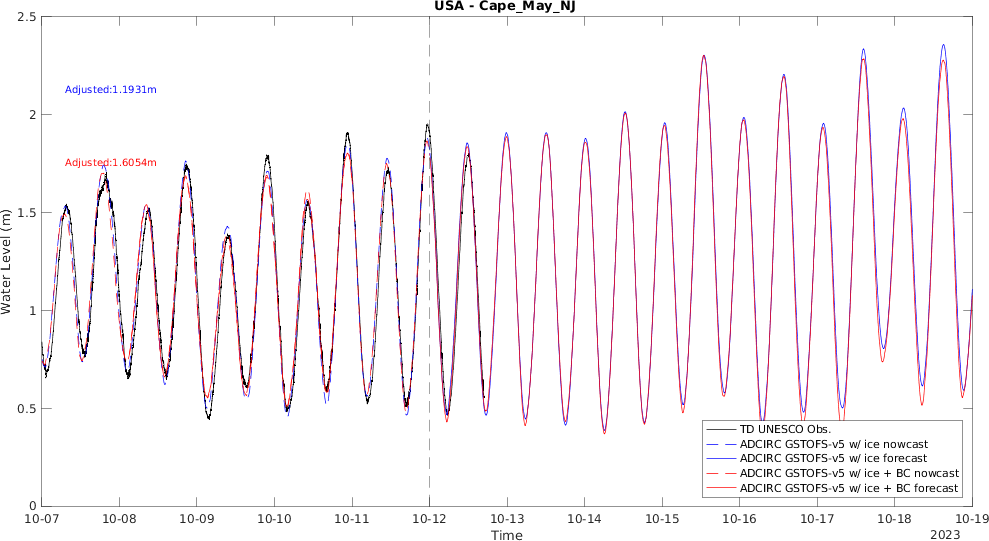 USA - Cape_May_NJ
2.5
2
1.5
1
0.5
0
Water Level (m)
Adjusted:1.1931m
Adjusted:1.6054m
TD UNESCO Obs.
ADCIRC GSTOFS-v5 w/ ice nowcast
ADCIRC GSTOFS-v5 w/ ice forecast
ADCIRC GSTOFS-v5 w/ ice + BC nowcast
ADCIRC GSTOFS-v5 w/ ice + BC forecast
10-07 10-08 10-09 10-10 10-11 10-12 10-13 10-14 10-15 10-16 10-17 10-18 10-19
Time
2023